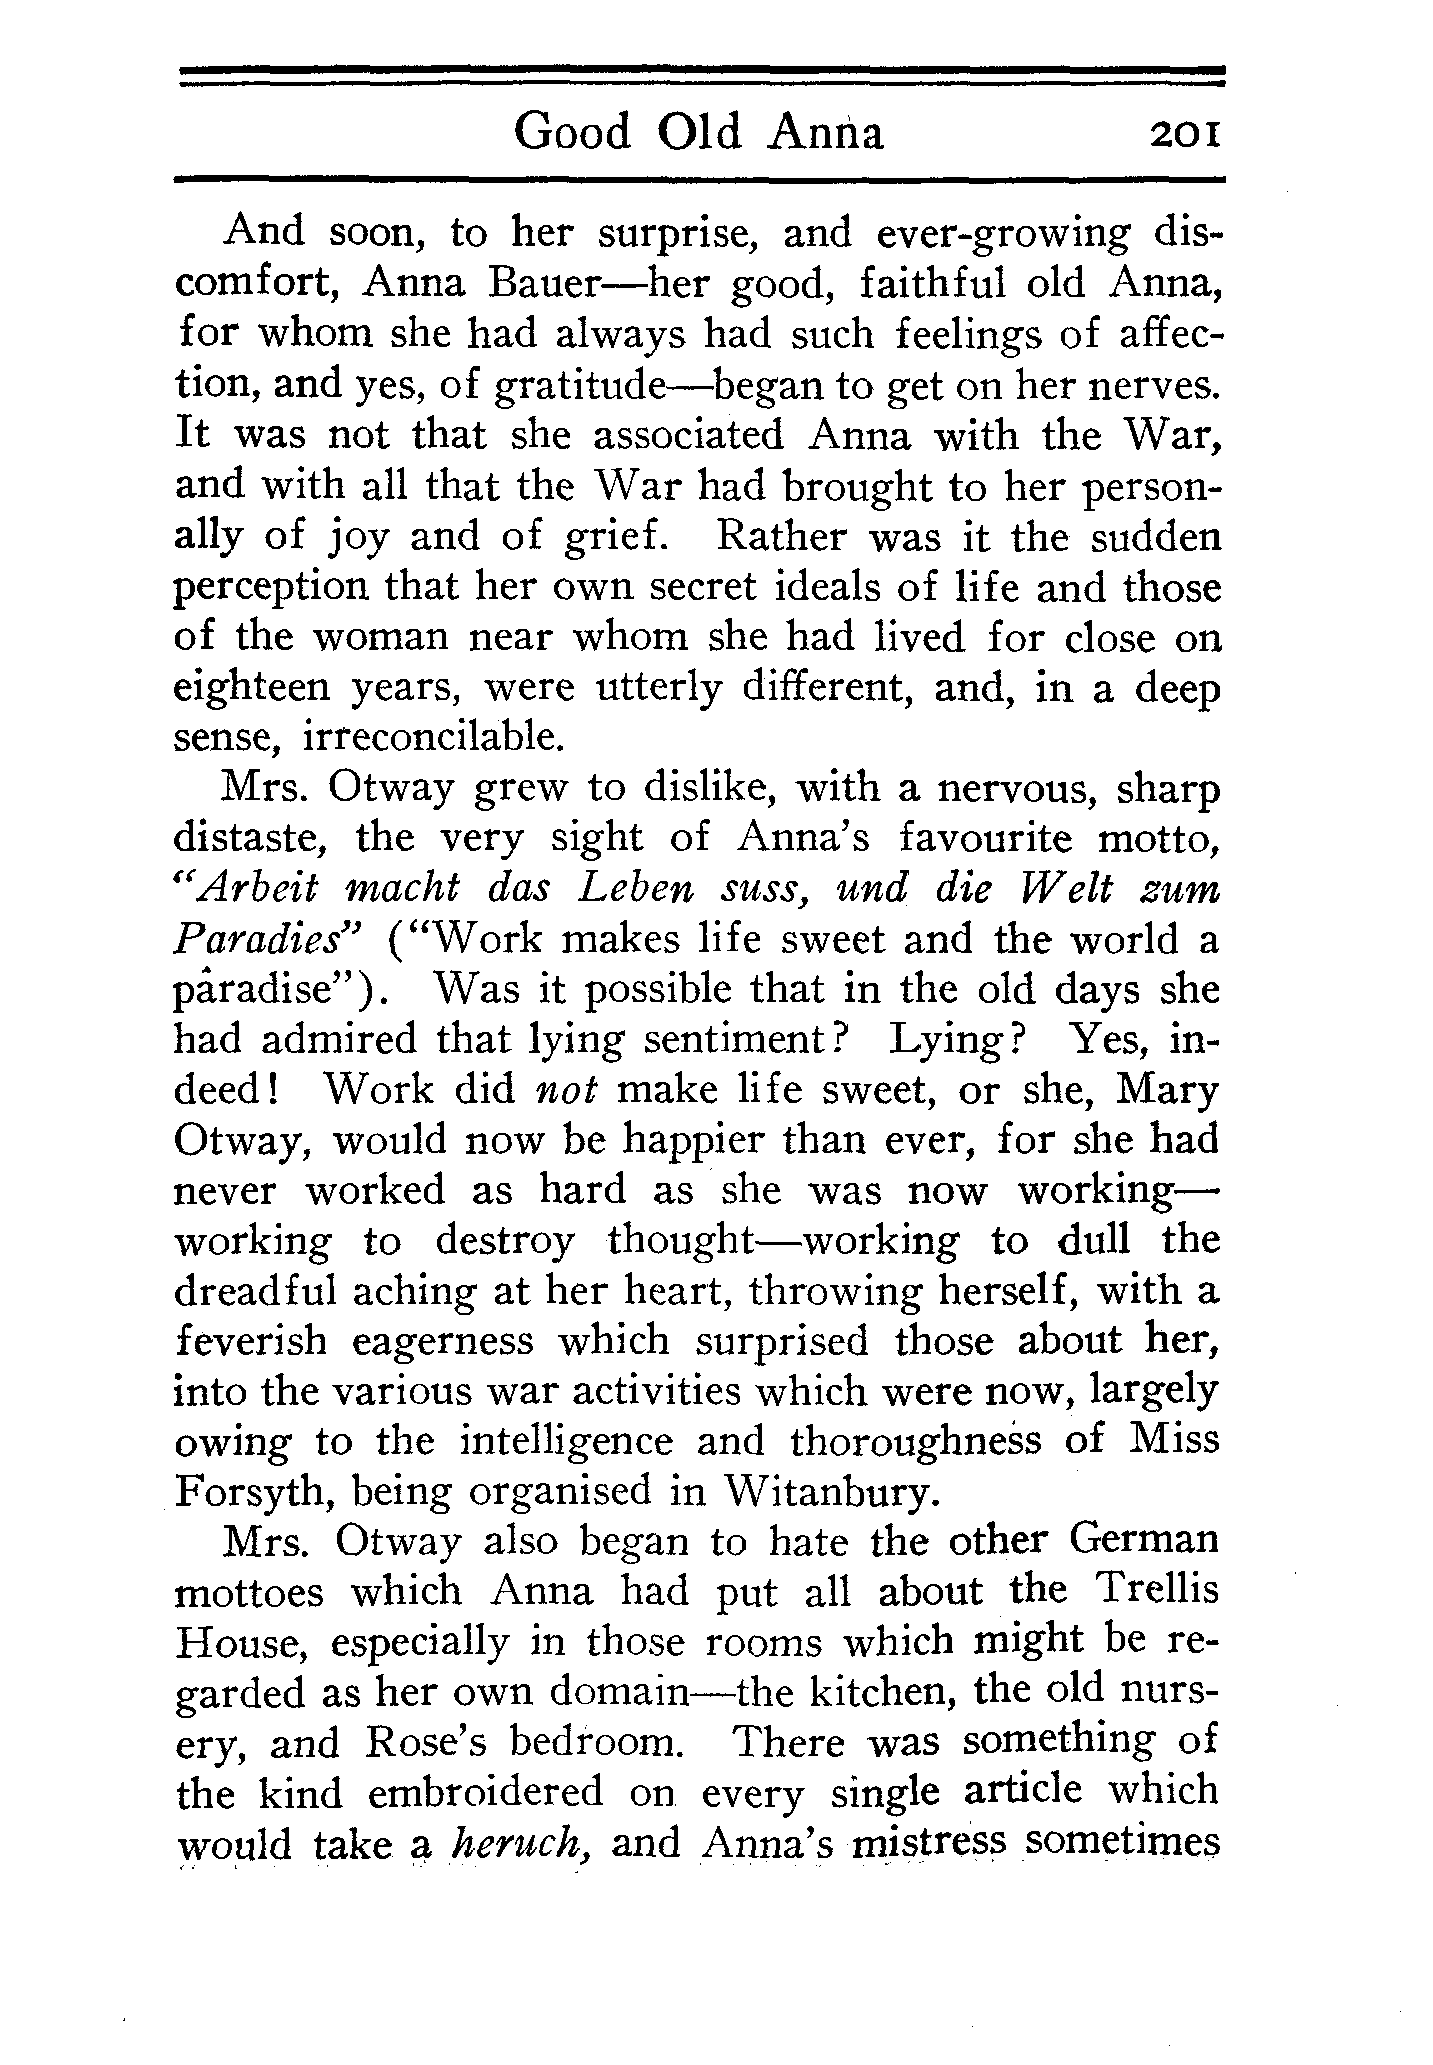 Good Old Anna 201
And soon, to her surprise, and ever-growing dis-
comfort, Anna Bauer—her good, faithful old Anna,
for whom she had always had such feelings of affec-
tion, and yes, of gratitude—began to get on her nerves.
It was not that she associated Anna with the War,
and with all that the War had brought to her person-
ally of joy and of grief. Rather was it the sudden
perception that her own secret ideals of life and those
of the woman near whom she had lived for close on
eighteen years, were utterly different, and, in a deep
sense, irreconcilable.
Mrs. Otway grew to dislike, with a nervous, sharp
distaste, the very sight of Anna's favourite motto,
"Arbeit macht das Leben suss, und die Welt zum
Paradies" ("Work makes life sweet and the world a
paradise"). Was it possible that in the old days she
had admired that lying sentiment? Lying? Yes, in-
deed! Work did not make life sweet, or she, Mary
Otway, would now be happier than ever, for she had
never worked as hard as she was now working—
working to destroy thought—working to dull the
dreadful aching at her heart, throwing herself, with a
feverish eagerness which surprised those about her,
into the various war activities which were now, largely
owing to the intelligence and thoroughness of Miss
Forsyth, being organised in Witanbury.
Mrs. Otway also began to hate the other German
mottoes which Anna had put all about the Trellis
House, especially in those rooms which might be re-
garded as her own domain—the kitchen, the old nurs-
ery, and Rose's bedroom. There was something of
the kind embroidered on every single article which
would take a heruch, and Anna's mistress sometimes